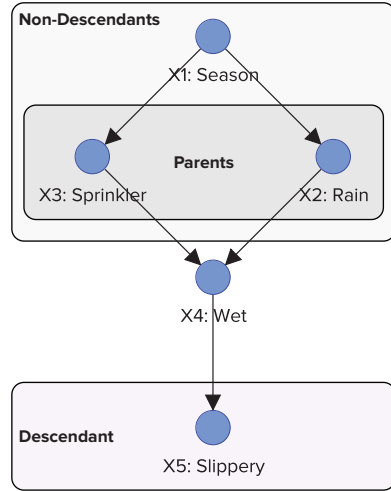 Non-Descendants
X1: Season
Parents
X3: Sprinkler
X2: Rain
X4: Wet
Descendant
X5: Slippery